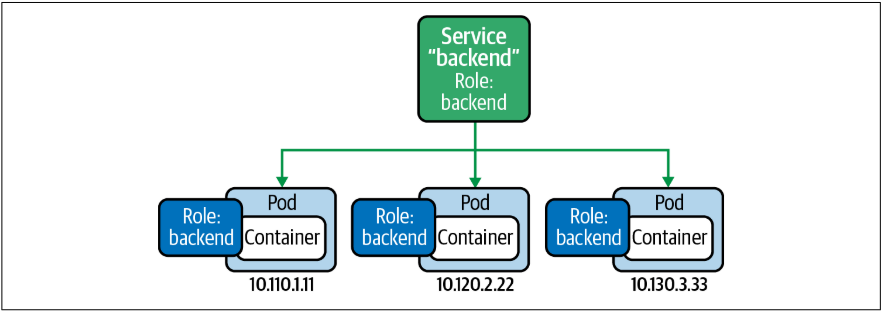 Service
“backend”
Role:
backend
Pod
Role:
backend
Container
10.110.1.11
Pod
Role:
backend
Container
10.120.2.22
Pod
Role:
backend
Container
10.130.3.33